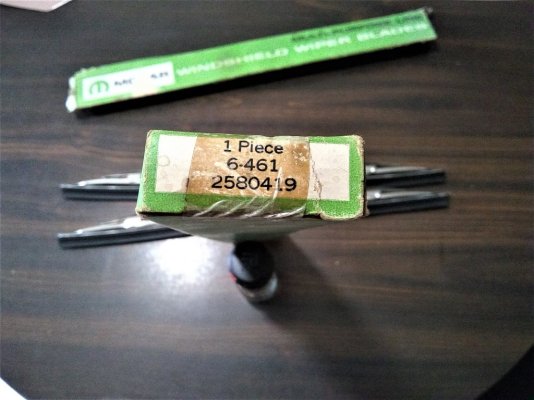 WINDSHIELD WIPER BLADES
1 Piece
6-461
2580419